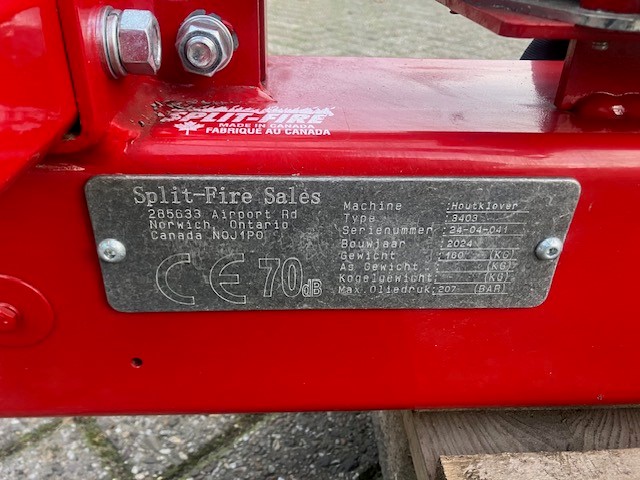 SPLIT-FIRE
MADE IN CANADA
FABRIQUÉ AU CANADA
Split-Fire Sales
285633 Airport Rd
Norwich, Ontario
Canada N0J1P0
CE 70dB
Machine :Houtklover
Type :3403
Serienummer :24-04-041
Bouwjaar :2024
Gewicht :160 (KG)
As Gewicht : (KG)
Kogelgewicht: (KG)
Max.Oliedruk:207 (BAR)